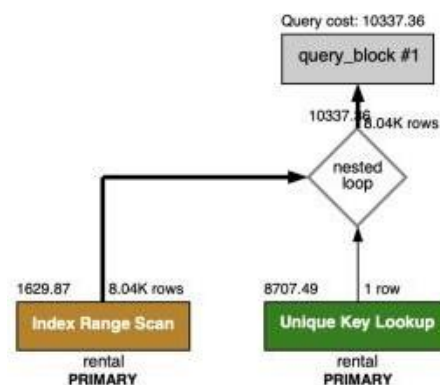 Query cost: 10337.36
query_block #1
10337.36
8.04K rows
nested
loop
1629.87 8.04K rows
8707.49 1 row
Index Range Scan
Unique Key Lookup
rental
PRIMARY
rental
PRIMARY